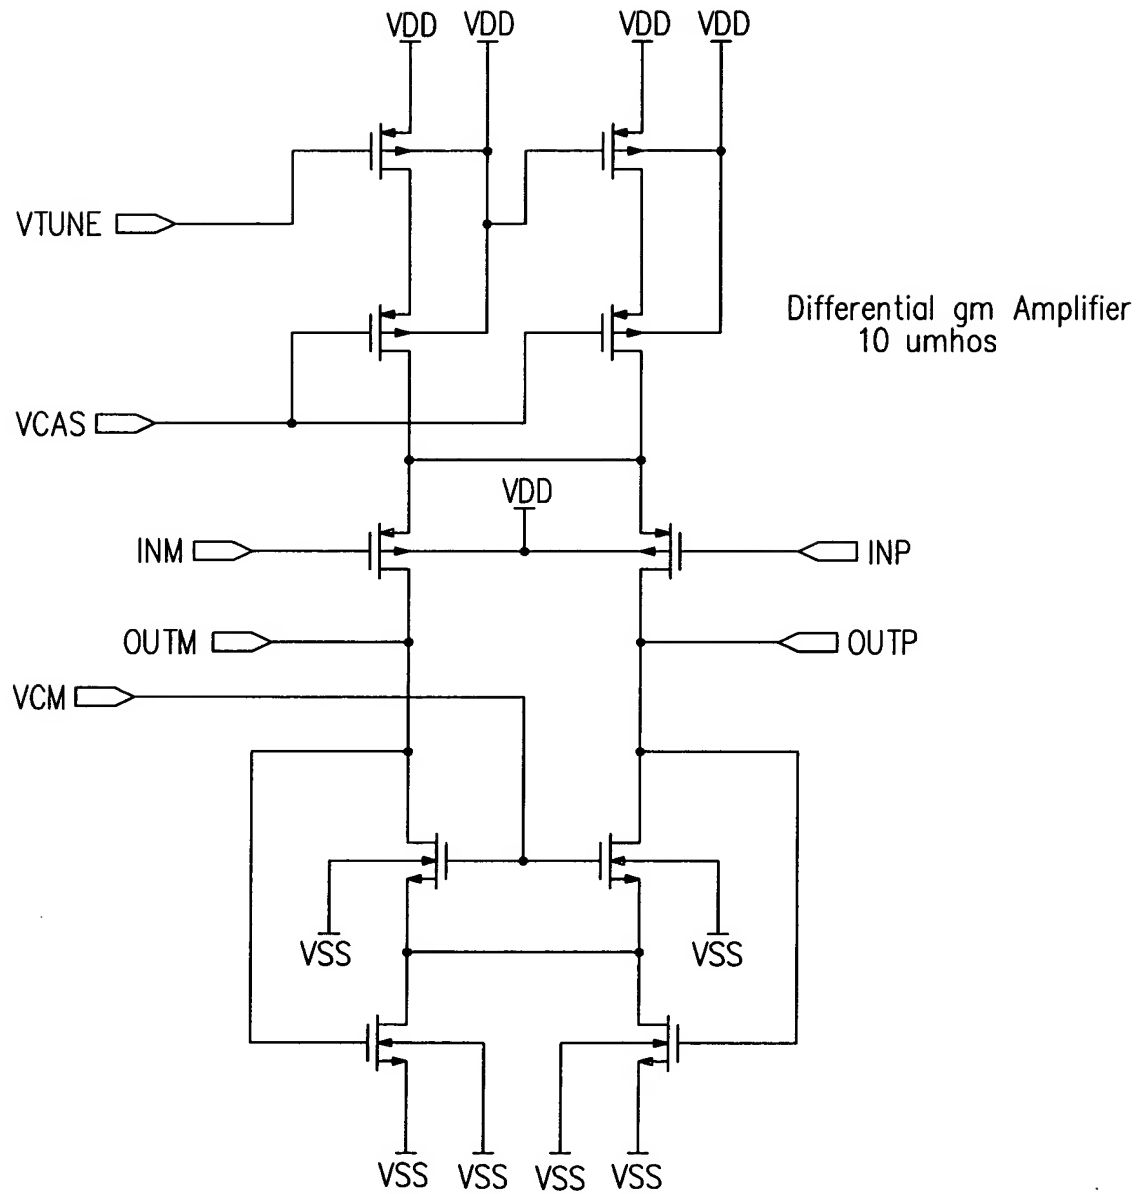 VDD VDD VDD VDD
VTUNE
Differential gm Amplifier
10 umhos
VCAS
VDD
INM INP
OUTM OUTP
VCM
VSS VSS
VSS VSS VSS VSS